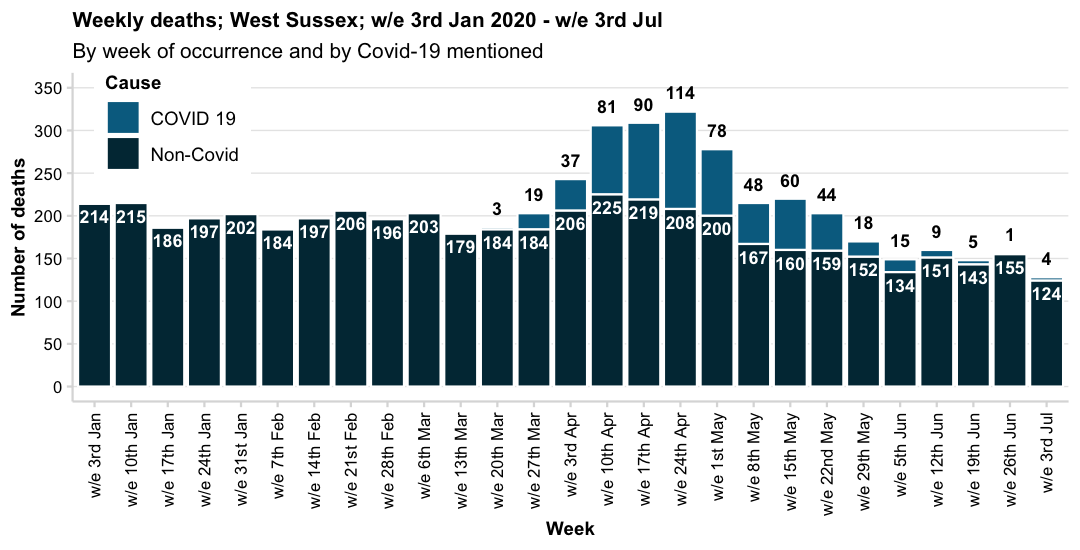 Weekly deaths; West Sussex; w/e 3rd Jan 2020 - w/e 3rd Jul
By week of occurrence and by Covid-19 mentioned
Cause
COVID 19
Non-Covid
Number of deaths
350
300
250
200
150
100
50
0
3
19
37
81
90
114
78
48
60
44
18
15
9
5
1
4
214
215
186
197
202
184
197
206
196
203
179
184
184
206
225
219
208
200
167
160
159
152
134
151
143
155
124
w/e 3rd Jan
w/e 10th Jan
w/e 17th Jan
w/e 24th Jan
w/e 31st Jan
w/e 7th Feb
w/e 14th Feb
w/e 21st Feb
w/e 28th Feb
w/e 6th Mar
w/e 13th Mar
w/e 20th Mar
w/e 27th Mar
w/e 3rd Apr
w/e 10th Apr
w/e 17th Apr
w/e 24th Apr
w/e 1st May
w/e 8th May
w/e 15th May
w/e 22nd May
w/e 29th May
w/e 5th Jun
w/e 12th Jun
w/e 19th Jun
w/e 26th Jun
w/e 3rd Jul
Week